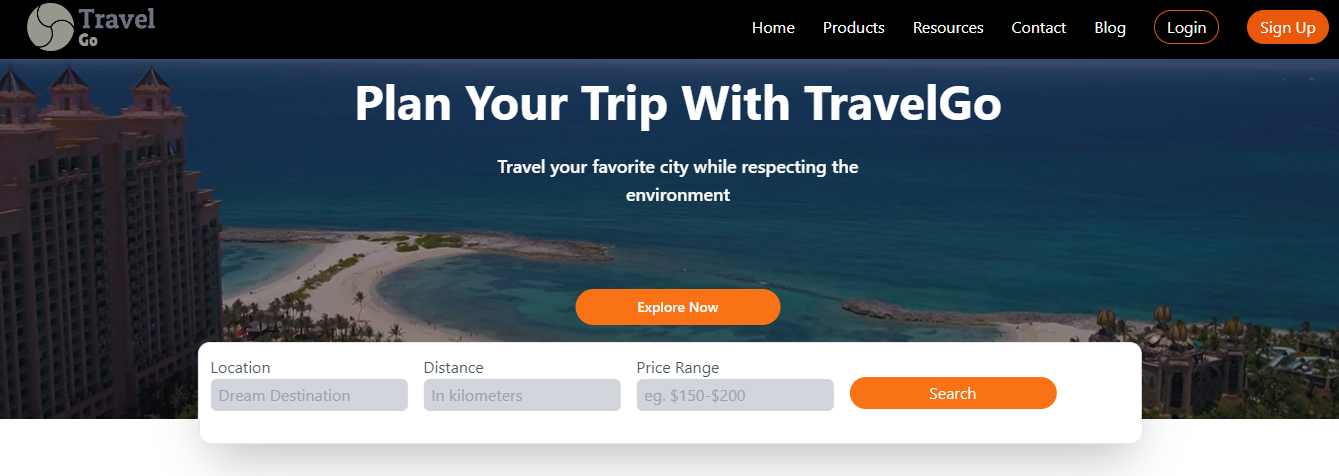 Travel
Go
Home Products Resources Contact Blog Login Sign Up
Plan Your Trip With TravelGo
Travel your favorite city while respecting the
environment
Explore Now
Location Distance Price Range
Dream Destination In kilometers eg. $150-$200 Search